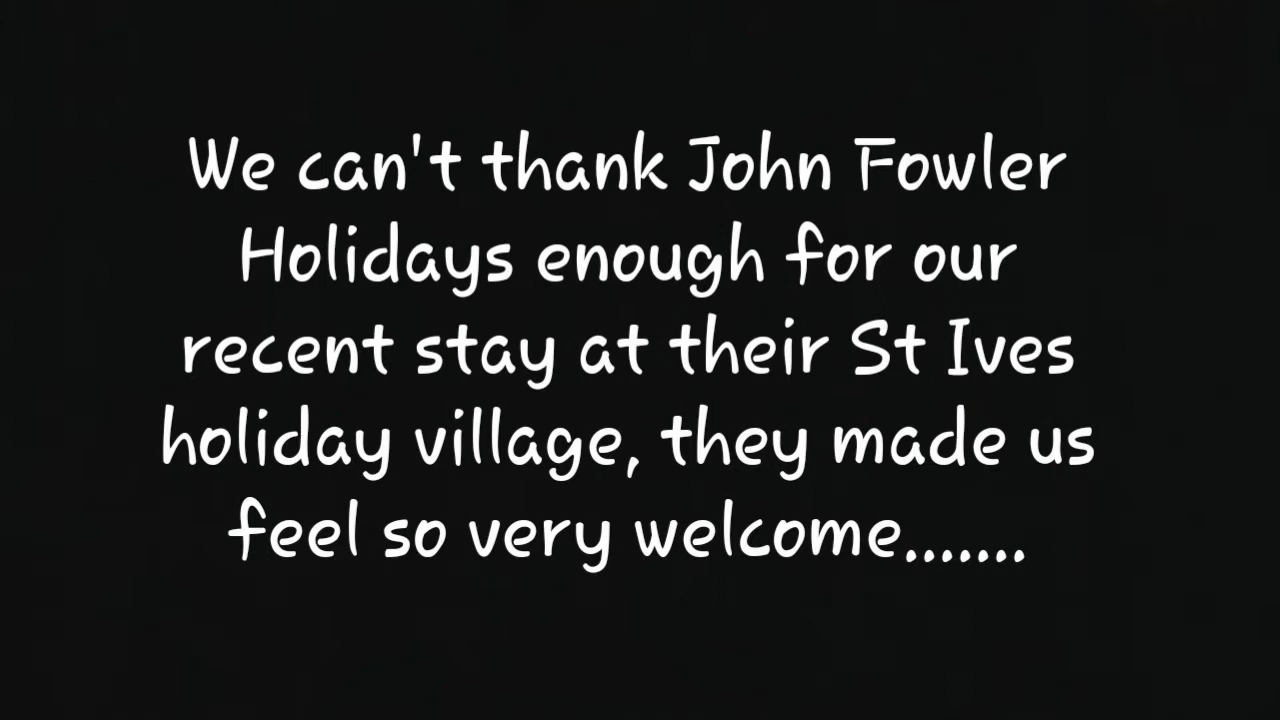 We can't thank John Fowler
Holidays enough for our
recent stay at their St Ives
holiday village, they made us
feel so very welcome.......